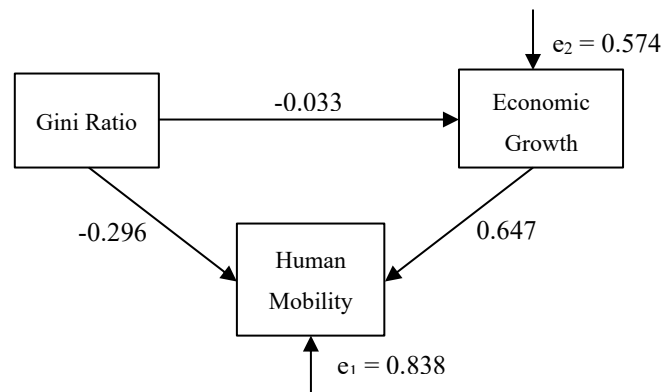 e₂ = 0.574
Gini Ratio
-0.033
Economic
Growth
-0.296
0.647
Human
Mobility
e₁ = 0.838